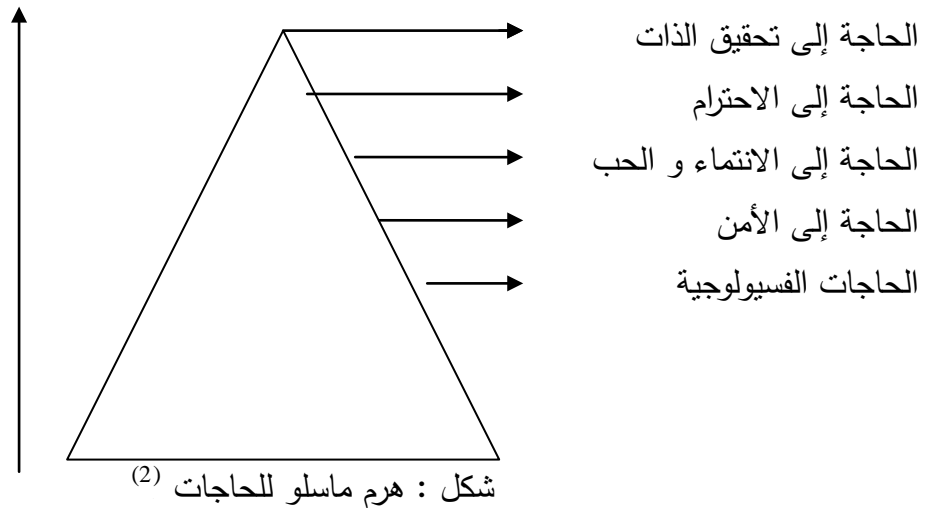 الحاجة إلى تحقيق الذات
الحاجة إلى الاحترام
الحاجة إلى الانتماء و الحب
الحاجة إلى الأمن
الحاجات الفسيولوجية
شكل : هرم ماسلو للحاجات (2)